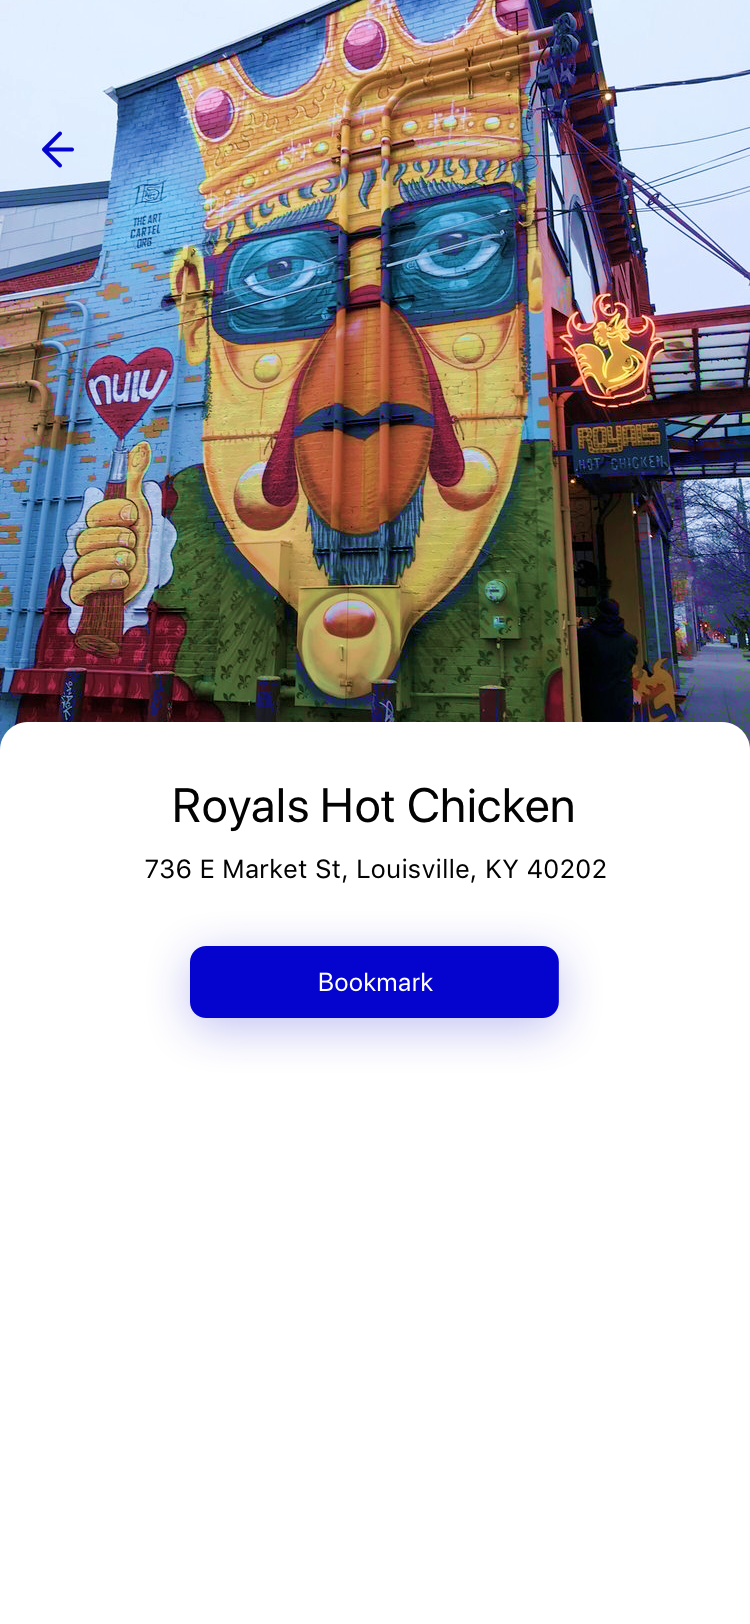 THE ART
CARTEL
.ORG
nulu
ROYALS
HOT CHICKEN
Royals Hot Chicken
736 E Market St, Louisville, KY 40202
Bookmark